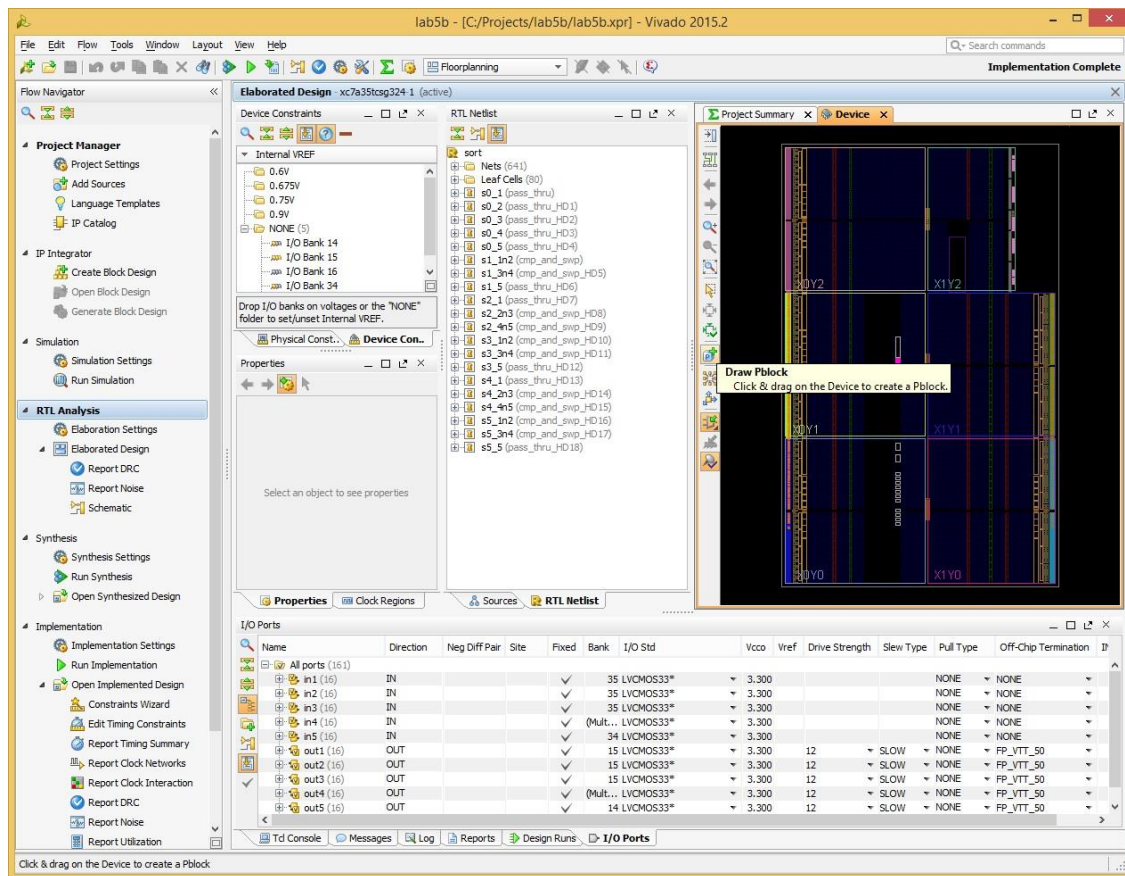 lab5b - [C:/Projects/lab5b/lab5b.xpr] - Vivado 2015.2
File Edit Flow Tools Window Layout View Help
Search commands
Floorplanning
Implementation Complete
Flow Navigator
Project Manager
Project Settings
Add Sources
Language Templates
IP Catalog
IP Integrator
Create Block Design
Open Block Design
Generate Block Design
Simulation
Simulation Settings
Run Simulation
RTL Analysis
Elaboration Settings
Elaborated Design
Report DRC
Report Noise
Schematic
Synthesis
Synthesis Settings
Run Synthesis
Open Synthesized Design
Implementation
Implementation Settings
Run Implementation
Open Implemented Design
Constraints Wizard
Edit Timing Constraints
Report Timing Summary
Report Clock Networks
Report Clock Interaction
Report DRC
Report Noise
Report Utilization
Elaborated Design - xc7a35tcsg324-1 (active)
Device Constraints
Internal VREF
0.6V
0.675V
0.75V
0.9V
NONE (5)
I/O Bank 14
I/O Bank 15
I/O Bank 16
I/O Bank 34
Drop I/O banks on voltages or the "NONE"
folder to set/unset Internal VREF.
Physical Const.. Device Con..
Properties
Select an object to see properties
Properties Clock Regions
RTL Netlist
sort
Nets (641)
Leaf Cells (80)
s0_1 (pass_thru)
s0_2 (pass_thru_HD1)
s0_3 (pass_thru_HD2)
s0_4 (pass_thru_HD3)
s0_5 (pass_thru_HD4)
s1_1n2 (cmp_and_swp)
s1_3n4 (cmp_and_swp_HD5)
s1_5 (pass_thru_HD6)
s2_1 (pass_thru_HD7)
s2_2n3 (cmp_and_swp_HD8)
s2_4n5 (cmp_and_swp_HD9)
s3_1n2 (cmp_and_swp_HD10)
s3_3n4 (cmp_and_swp_HD11)
s3_5 (pass_thru_HD12)
s4_1 (pass_thru_HD13)
s4_2n3 (cmp_and_swp_HD14)
s4_4n5 (cmp_and_swp_HD15)
s5_1n2 (cmp_and_swp_HD16)
s5_3n4 (cmp_and_swp_HD17)
s5_5 (pass_thru_HD18)
Sources RTL Netlist
Project Summary Device
X0Y2 X1Y2
Draw Pblock
Click & drag on the Device to create a Pblock.
X0Y1 X1Y1
X0Y0 X1Y0
I/O Ports
Name Direction Neg Diff Pair Site Fixed Bank I/O Std Vcco Vref Drive Strength Slew Type Pull Type Off-Chip Termination
All ports (161)
in1 (16) IN 35 LVCMOS33* 3.300 NONE NONE
in2 (16) IN 35 LVCMOS33* 3.300 NONE NONE
in3 (16) IN 35 LVCMOS33* 3.300 NONE NONE
in4 (16) IN (Mult... LVCMOS33* 3.300 NONE NONE
in5 (16) IN 34 LVCMOS33* 3.300 NONE NONE
out1 (16) OUT 15 LVCMOS33* 3.300 12 SLOW NONE FP_VTT_50
out2 (16) OUT 15 LVCMOS33* 3.300 12 SLOW NONE FP_VTT_50
out3 (16) OUT 15 LVCMOS33* 3.300 12 SLOW NONE FP_VTT_50
out4 (16) OUT (Mult... LVCMOS33* 3.300 12 SLOW NONE FP_VTT_50
out5 (16) OUT 14 LVCMOS33* 3.300 12 SLOW NONE FP_VTT_50
Tcl Console Messages Log Reports Design Runs I/O Ports
Click & drag on the Device to create a Pblock